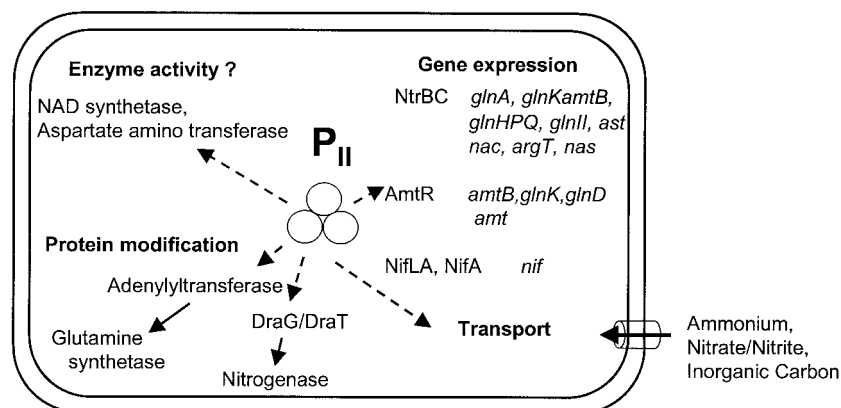 Enzyme activity ?
NAD synthetase,
Aspartate amino transferase
PII
Gene expression
NtrBC glnA, glnKamtB,
glnHPQ, glnII, ast
nac, argT, nas
AmtR amtB,glnK,glnD
amt
NifLA, NifA nif
Protein modification
Adenylyltransferase
Glutamine
synthetase
DraG/DraT
Nitrogenase
Transport
Ammonium,
Nitrate/Nitrite,
Inorganic Carbon